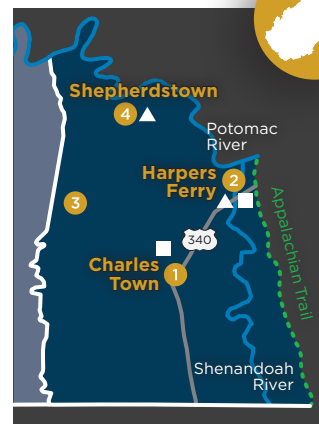 Shepherdstown
4
Potomac
River
Harpers
Ferry
2
3
340
Charles
Town
1
Appalachian Trail
Shenandoah
River